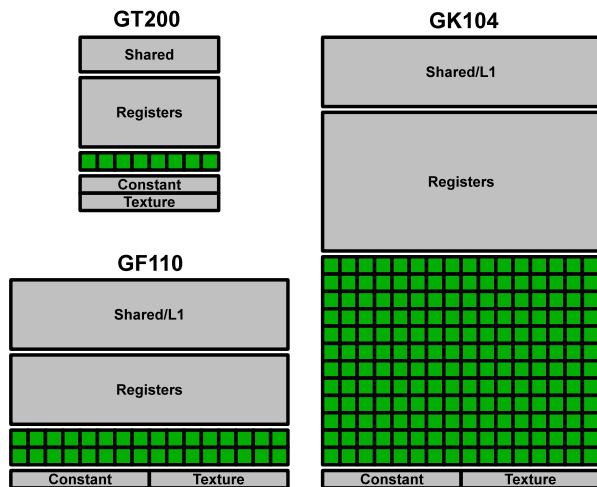 GT200
Shared
Registers
Constant
Texture
GK104
Shared/L1
Registers
Constant
Texture
GF110
Shared/L1
Registers
Constant
Texture